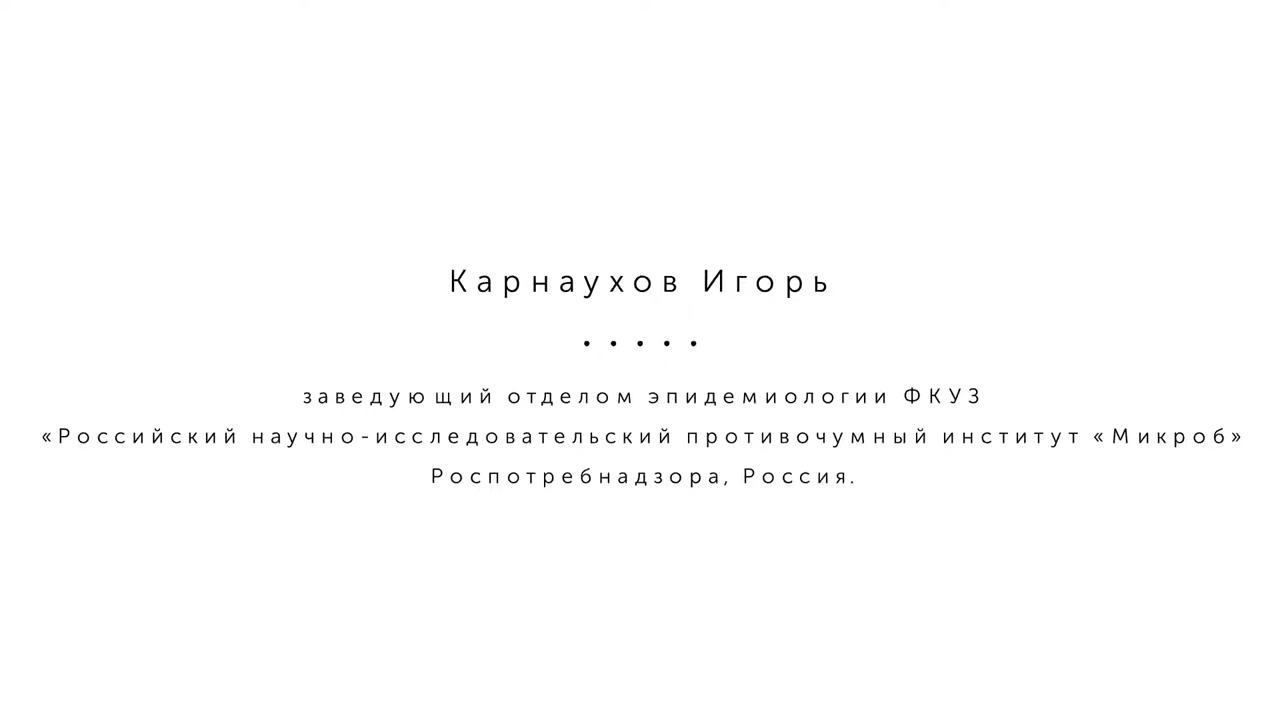 Карнаухов Игорь
• • • • •
заведующий отделом эпидемиологии ФКУЗ
«Российский научно-исследовательский противочумный институт «Микроб»
Роспотребнадзора, Россия.